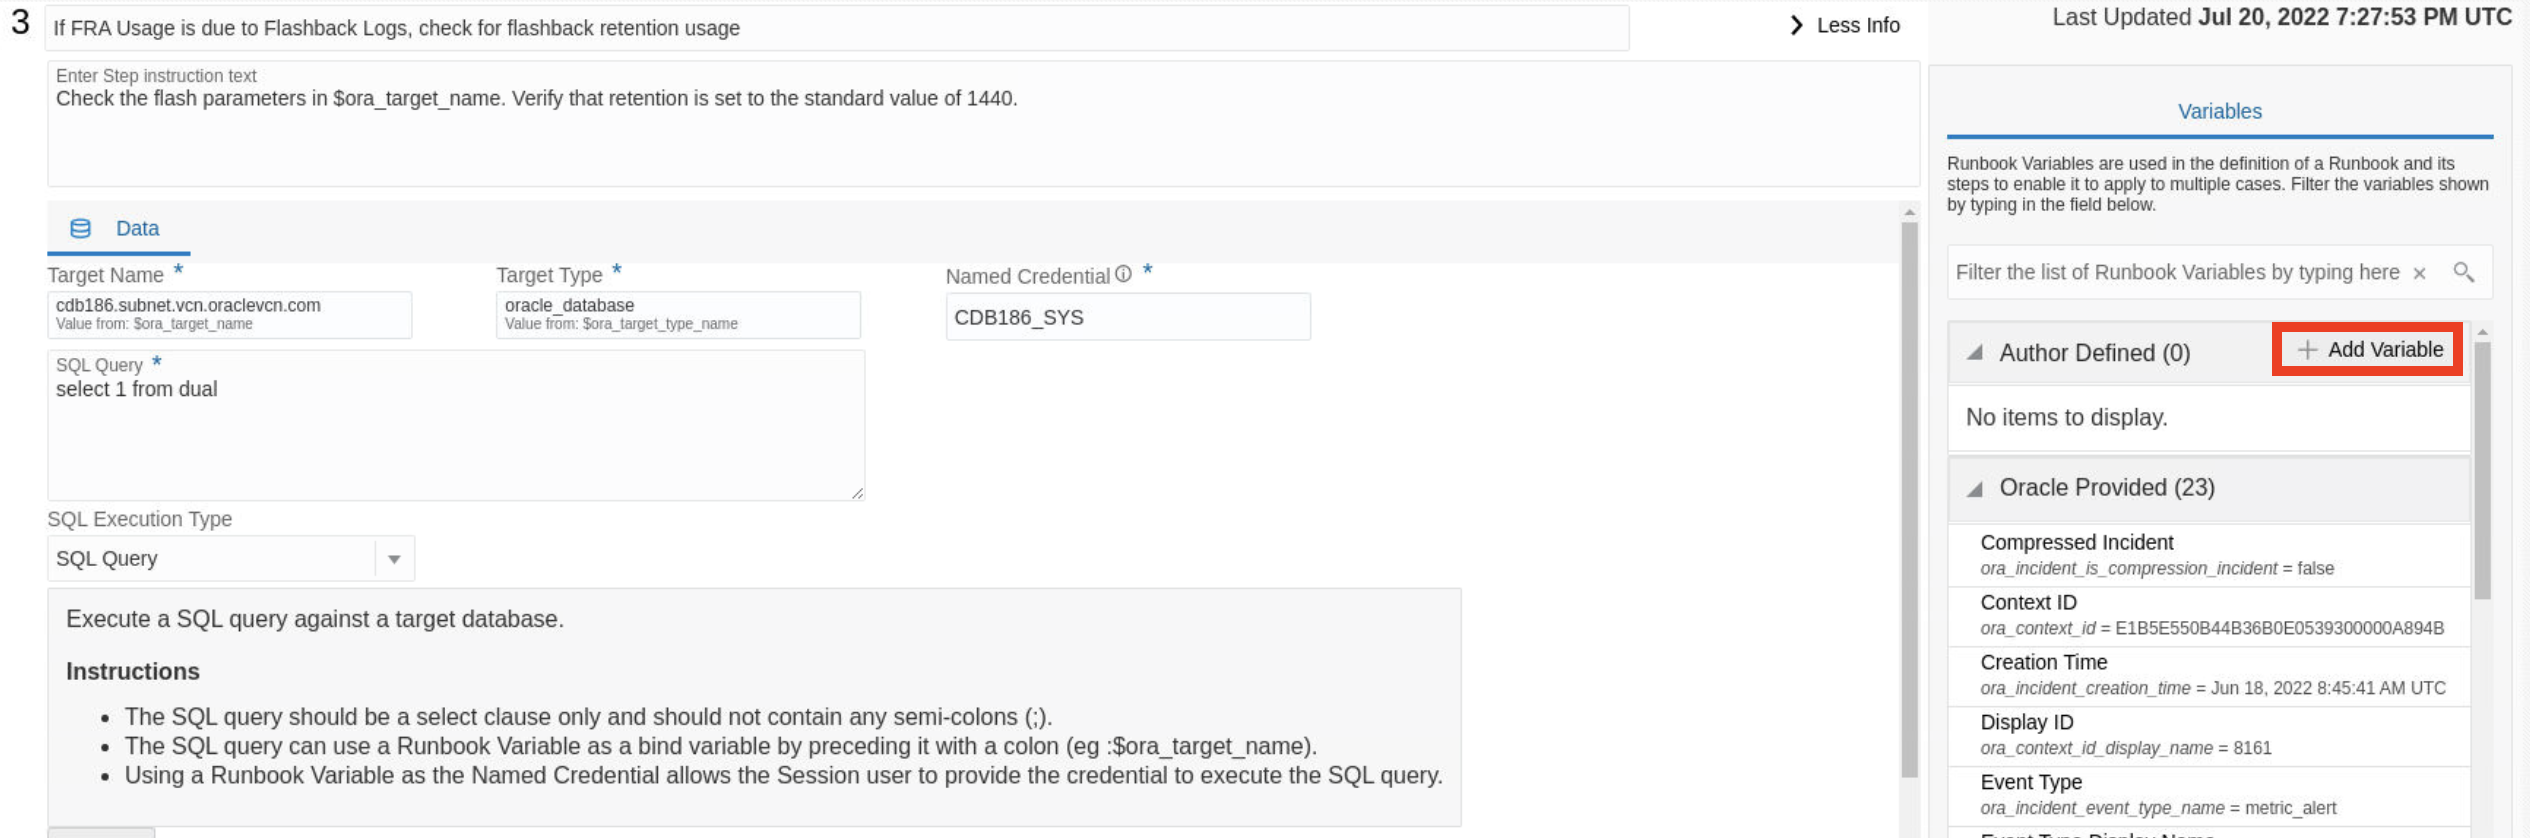 3
If FRA Usage is due to Flashback Logs, check for flashback retention usage
Less Info
Enter Step instruction text
Check the flash parameters in $ora_target_name. Verify that retention is set to the standard value of 1440.
Data
Target Name *
cdb186.subnet.vcn.oraclevcn.com
Value from: $ora_target_name
Target Type *
oracle_database
Value from: $ora_target_type_name
Named Credential *
CDB186_SYS
SQL Query *
select 1 from dual
SQL Execution Type
SQL Query
Execute a SQL query against a target database.
Instructions
• The SQL query should be a select clause only and should not contain any semi-colons (;).
• The SQL query can use a Runbook Variable as a bind variable by preceding it with a colon (eg :$ora_target_name).
• Using a Runbook Variable as the Named Credential allows the Session user to provide the credential to execute the SQL query.
Last Updated Jul 20, 2022 7:27:53 PM UTC
Variables
Runbook Variables are used in the definition of a Runbook and its
steps to enable it to apply to multiple cases. Filter the variables shown
by typing in the field below.
Filter the list of Runbook Variables by typing here ×
Author Defined (0)
+ Add Variable
No items to display.
Oracle Provided (23)
Compressed Incident
ora_incident_is_compression_incident = false
Context ID
ora_context_id = E1B5E550B44B36B0E0539300000A894B
Creation Time
ora_incident_creation_time = Jun 18, 2022 8:45:41 AM UTC
Display ID
ora_context_id_display_name = 8161
Event Type
ora_incident_event_type_name = metric_alert
Event Type Display Name